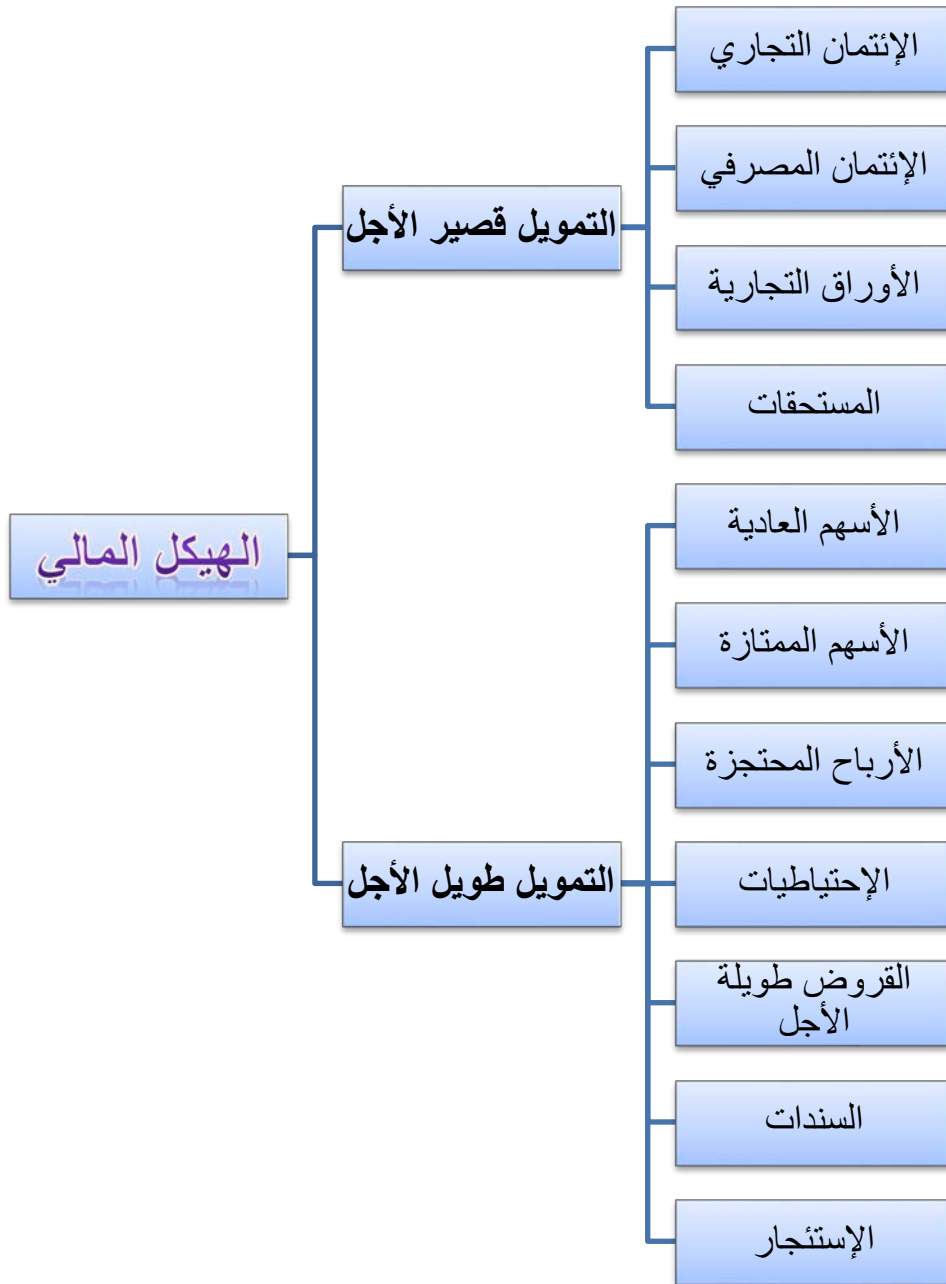 الهيكل المالي
التمويل قصير الأجل
الإئتمان التجاري
الإئتمان المصرفي
الأوراق التجارية
المستحقات
التمويل طويل الأجل
الأسهم العادية
الأسهم الممتازة
الأرباح المحتجزة
الإحتياطيات
القروض طويلة
الأجل
السندات
الإستئجار